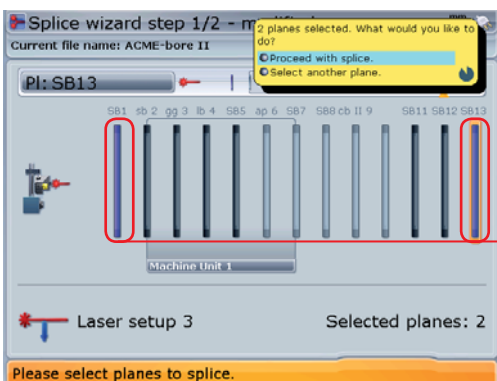 Splice wizard step 1/2 - m
mm
Current file name: ACME-bore II
2 planes selected. What would you like to
do?
Proceed with splice.
Select another plane.
Pl: SB13
SB1 sb 2 gg 3 lb 4 SB5 ap 6 SB7 SB8 cb II 9 SB11 SB12 SB13
Machine Unit 1
Laser setup 3
Selected planes: 2
Please select planes to splice.